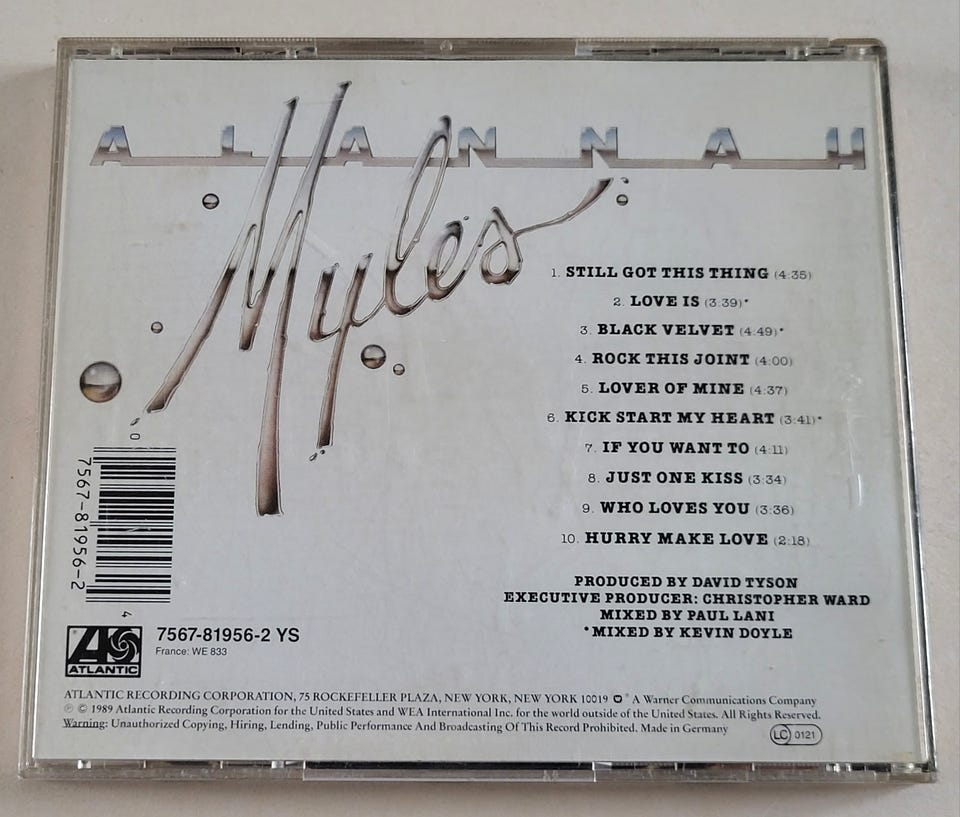 ALANNAH
Myles
1. STILL GOT THIS THING (4:35)
2. LOVE IS (3:39)*
3. BLACK VELVET (4:49)*
4. ROCK THIS JOINT (4:00)
5. LOVER OF MINE (4:37)
6. KICK START MY HEART (3:41)*
7. IF YOU WANT TO (4:11)
8. JUST ONE KISS (3:34)
9. WHO LOVES YOU (3:36)
10. HURRY MAKE LOVE (2:18)
PRODUCED BY DAVID TYSON
EXECUTIVE PRODUCER: CHRISTOPHER WARD
MIXED BY PAUL LANI
*MIXED BY KEVIN DOYLE
0
7567-81956-2
4
ATLANTIC
7567-81956-2 YS
France: WE 833
ATLANTIC RECORDING CORPORATION, 75 ROCKEFELLER PLAZA, NEW YORK, NEW YORK 10019 ® A Warner Communications Company
℗ © 1989 Atlantic Recording Corporation for the United States and WEA International Inc. for the world outside of the United States. All Rights Reserved.
Warning: Unauthorized Copying, Hiring, Lending, Public Performance And Broadcasting Of This Record Prohibited. Made in Germany
LC 0121